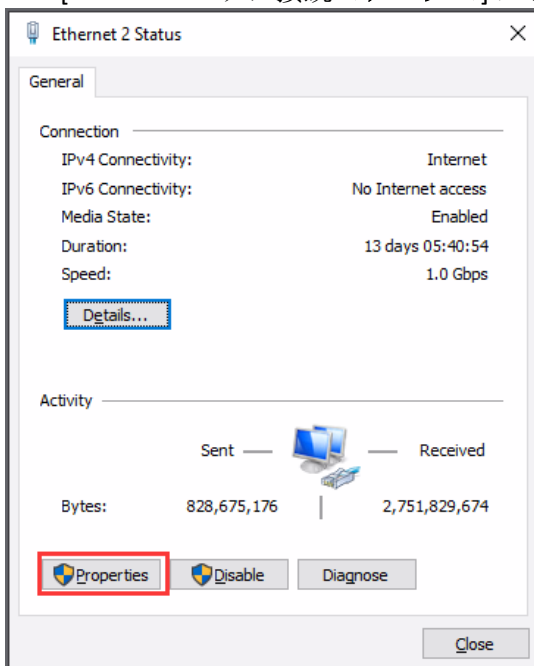 Ethernet 2 Status
General
Connection
IPv4 Connectivity: Internet
IPv6 Connectivity: No Internet access
Media State: Enabled
Duration: 13 days 05:40:54
Speed: 1.0 Gbps
Details...
Activity
Sent Received
Bytes: 828,675,176 2,751,829,674
Properties Disable Diagnose
Close